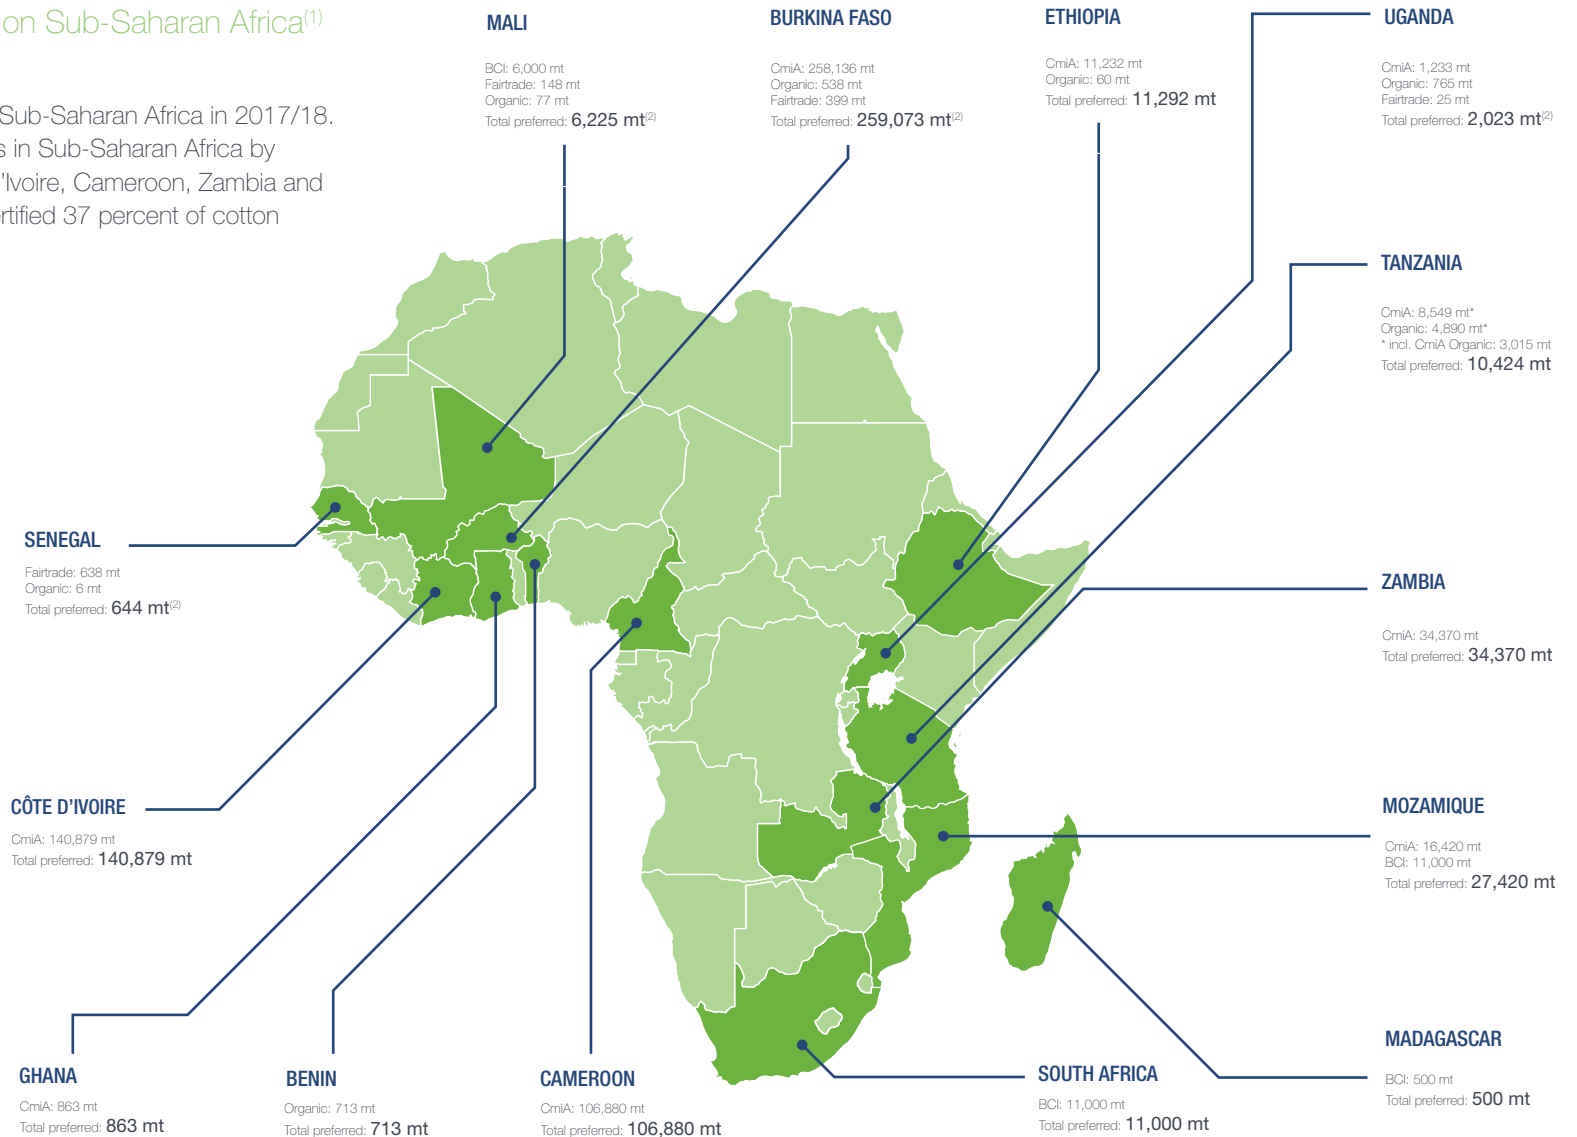 on Sub-Saharan Africa(1)
Sub-Saharan Africa in 2017/18.
s in Sub-Saharan Africa by
'Ivoire, Cameroon, Zambia and
ertified 37 percent of cotton
MALI
BCI: 6,000 mt
Fairtrade: 148 mt
Organic: 77 mt
Total preferred: 6,225 mt(2)
BURKINA FASO
CmiA: 258,136 mt
Organic: 538 mt
Fairtrade: 399 mt
Total preferred: 259,073 mt(2)
ETHIOPIA
CmiA: 11,232 mt
Organic: 60 mt
Total preferred: 11,292 mt
UGANDA
CmiA: 1,233 mt
Organic: 765 mt
Fairtrade: 25 mt
Total preferred: 2,023 mt(2)
TANZANIA
CmiA: 8,549 mt*
Organic: 4,890 mt*
* incl. CmiA Organic: 3,015 mt
Total preferred: 10,424 mt
SENEGAL
Fairtrade: 638 mt
Organic: 6 mt
Total preferred: 644 mt(2)
ZAMBIA
CmiA: 34,370 mt
Total preferred: 34,370 mt
CÔTE D'IVOIRE
CmiA: 140,879 mt
Total preferred: 140,879 mt
MOZAMIQUE
CmiA: 16,420 mt
BCI: 11,000 mt
Total preferred: 27,420 mt
GHANA
CmiA: 863 mt
Total preferred: 863 mt
BENIN
Organic: 713 mt
Total preferred: 713 mt
CAMEROON
CmiA: 106,880 mt
Total preferred: 106,880 mt
SOUTH AFRICA
BCI: 11,000 mt
Total preferred: 11,000 mt
MADAGASCAR
BCI: 500 mt
Total preferred: 500 mt